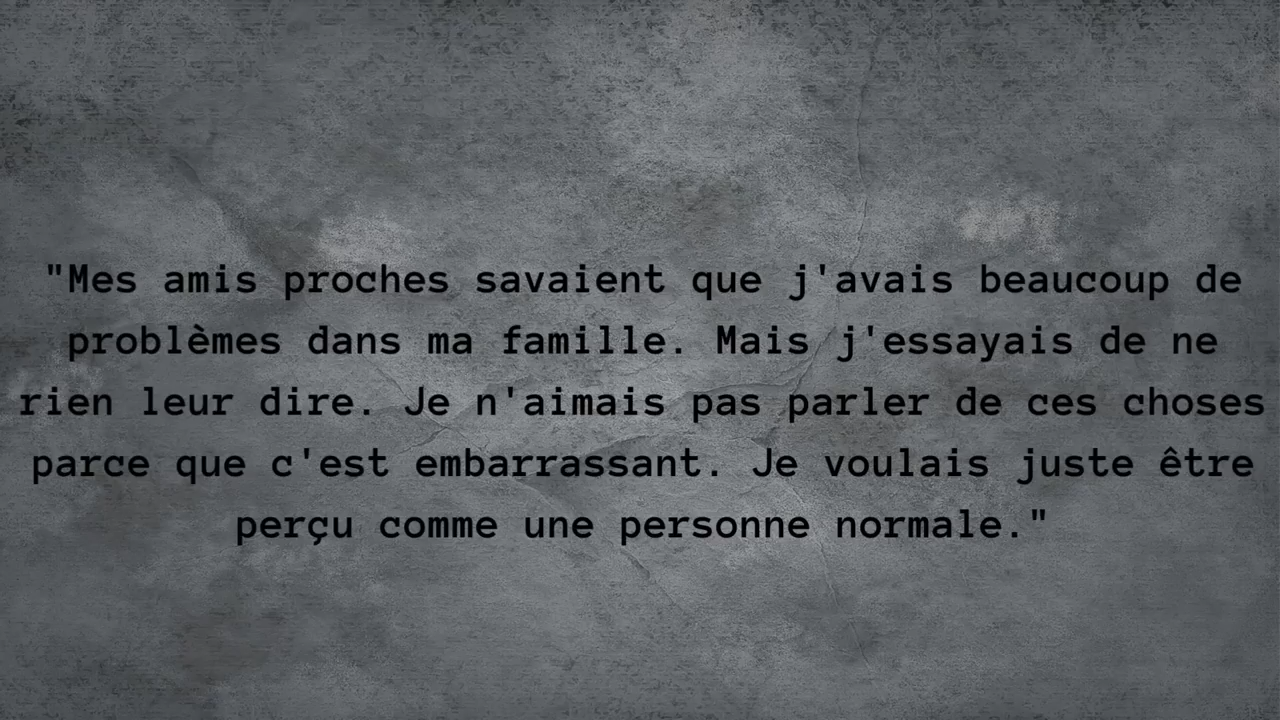 "Mes amis proches savaient que j'avais beaucoup de
problèmes dans ma famille. Mais j'essayais de ne
rien leur dire. Je n'aimais pas parler de ces choses
parce que c'est embarrassant. Je voulais juste être
perçu comme une personne normale."